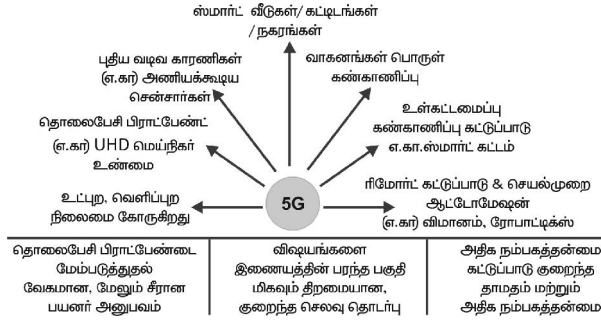 ஸ்மார்ட் வீடுகள்/ கட்டிடங்கள்
/ நகரங்கள்
புதிய வடிவ காரணிகள்
(எ.கா) அணியக்கூடிய
சென்சார்கள்
வாகனங்கள் பொருள்
கண்காணிப்பு
தொலைபேசி பிராட்பேண்ட்
(எ.கா) UHD மெய்நிகர்
உண்மை
உள்கட்டமைப்பு
கண்காணிப்பு கட்டுப்பாடு
எ.கா.ஸ்மார்ட் கட்டம்
உட்புற, வெளிப்புற
நிலைமை கோருகிறது
5G
ரிமோர்ட் கட்டுப்பாடு & செயல்முறை
ஆட்டோமேஷன்
(எ.கா) விமானம், ரோபாட்டிக்ஸ்
தொலைபேசி பிராட்பேண்டை
மேம்படுத்துதல்
வேகமான, மேலும் சீரான
பயனர் அனுபவம்
விஷயங்களை
இணையத்தின் பரந்த பகுதி
மிகவும் திறமையான,
குறைந்த செலவு தொடர்பு
அதிக நம்பகத்தன்மை
கட்டுப்பாடு குறைந்த
தாமதம் மற்றும்
அதிக நம்பகத்தன்மை